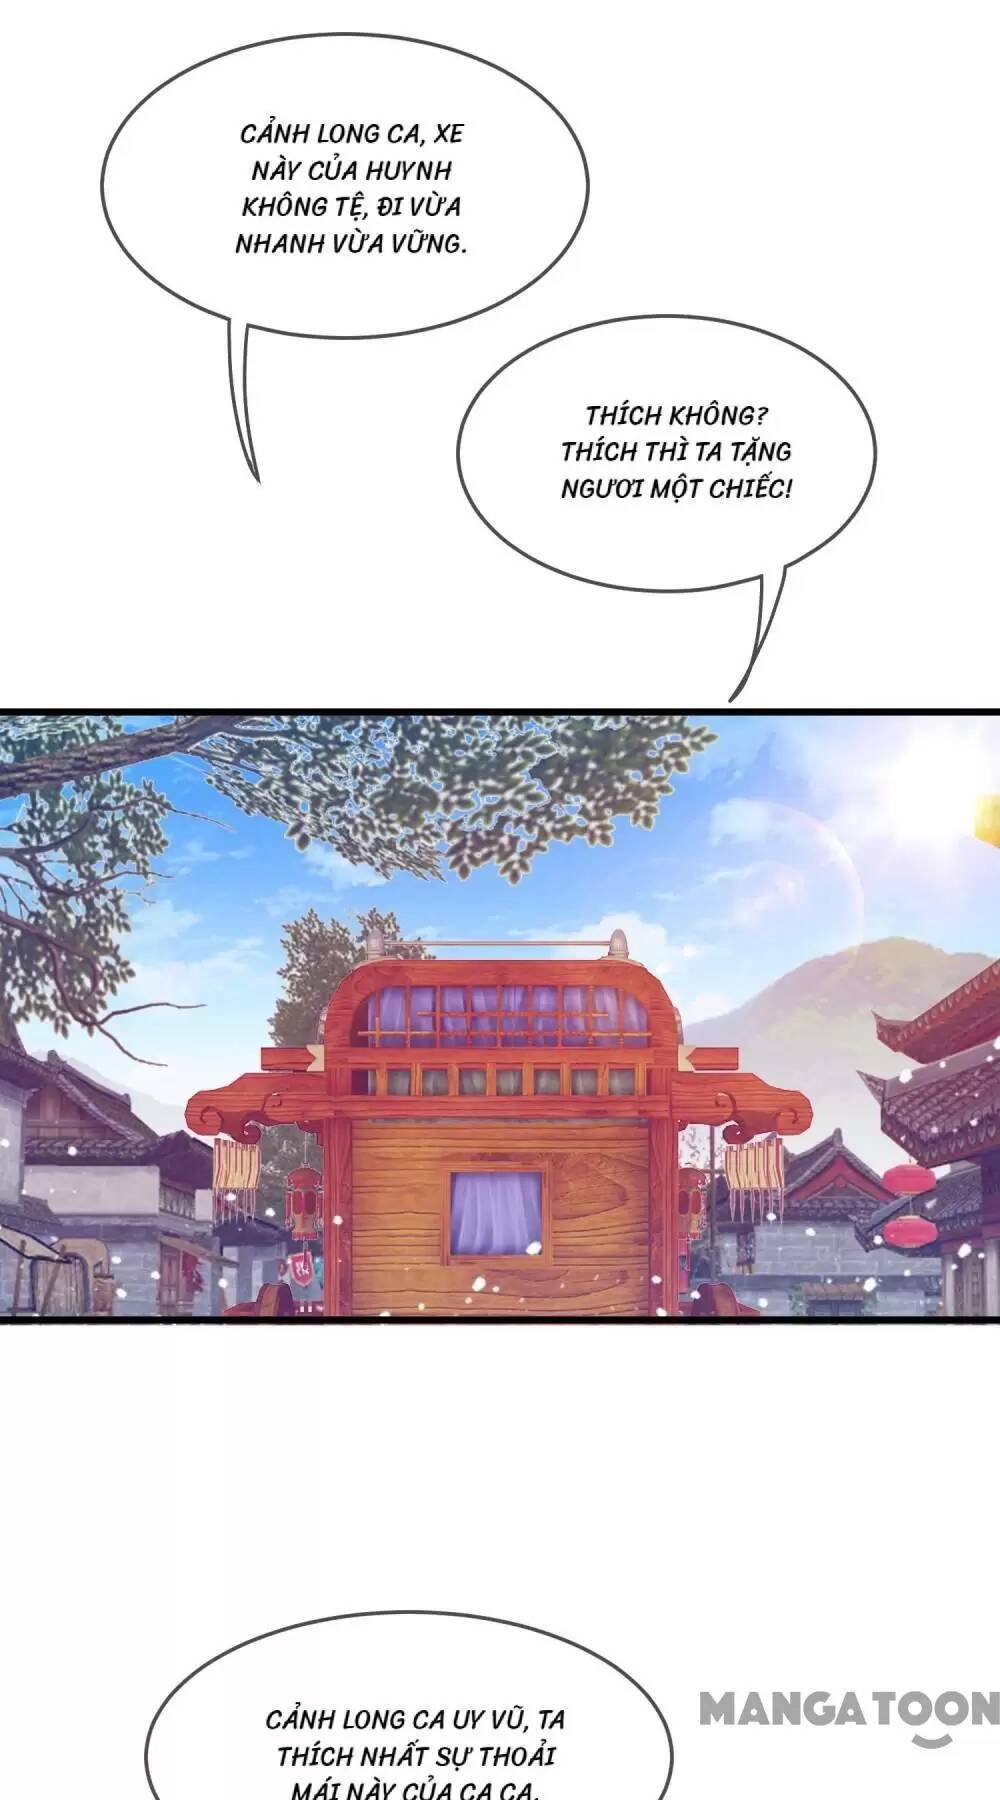 CẢNH LONG CA, XE
NÀY CỦA HUYNH
KHÔNG TỆ, ĐI VỪA
NHANH VỪA VỮNG.
THÍCH KHÔNG?
THÍCH THÌ TA TẶNG
NGƯƠI MỘT CHIẾC!
MANGATOON
CẢNH LONG CA UY VŨ, TA
THÍCH NHẤT SỰ THOẢI
MÁI NÀY CỦA CA CA,